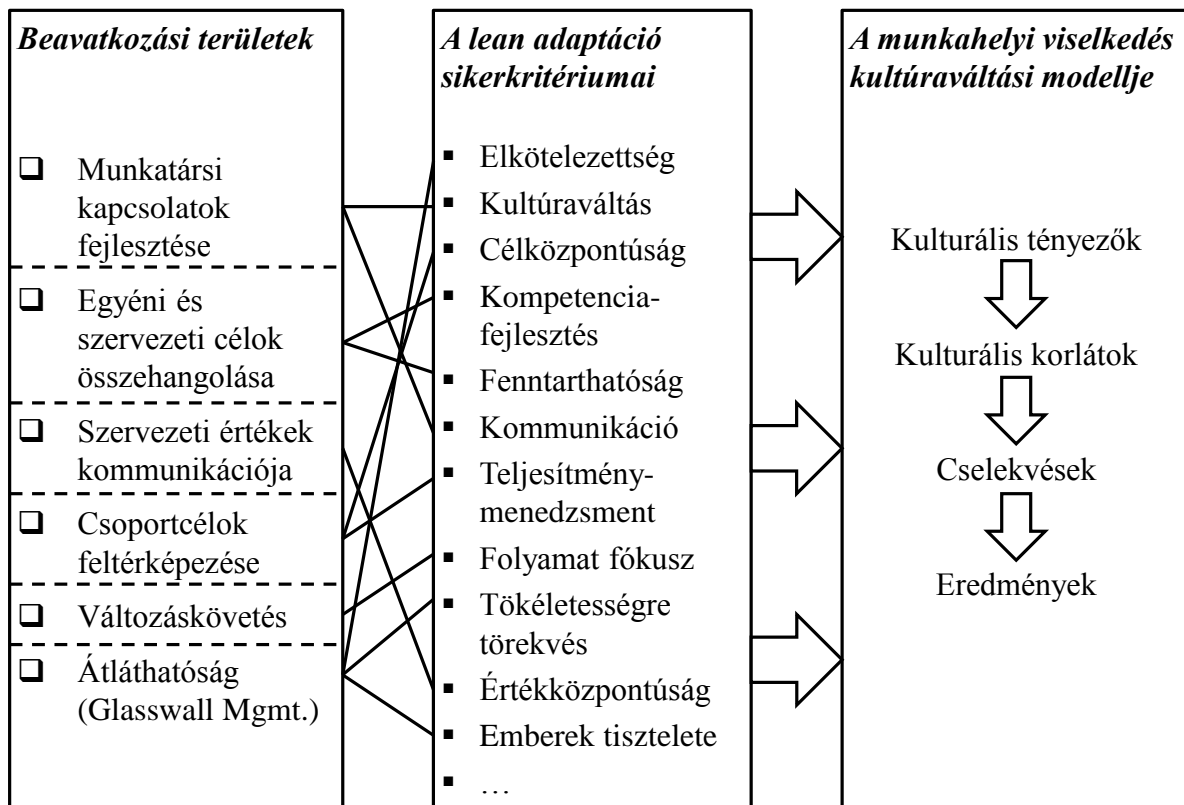 Beavatkozási területek
❑ Munkatársi
kapcsolatok
fejlesztése
❑ Egyéni és
szervezeti célok
összehangolása
❑ Szervezeti értékek
kommunikációja
❑ Csoportcélok
feltérképezése
❑ Változáskövetés
❑ Átláthatóság
(Glasswall Mgmt.)
A lean adaptáció
sikerkritériumai
▪ Elkötelezettség
▪ Kultúraváltás
▪ Célközpontúság
▪ Kompetencia-
fejlesztés
▪ Fenntarthatóság
▪ Kommunikáció
▪ Teljesítmény-
menedzsment
▪ Folyamat fókusz
▪ Tökéletességre
törekvés
▪ Értékközpontúság
▪ Emberek tisztelete
▪ …
A munkahelyi viselkedés
kultúraváltási modellje
Kulturális tényezők
Kulturális korlátok
Cselekvések
Eredmények